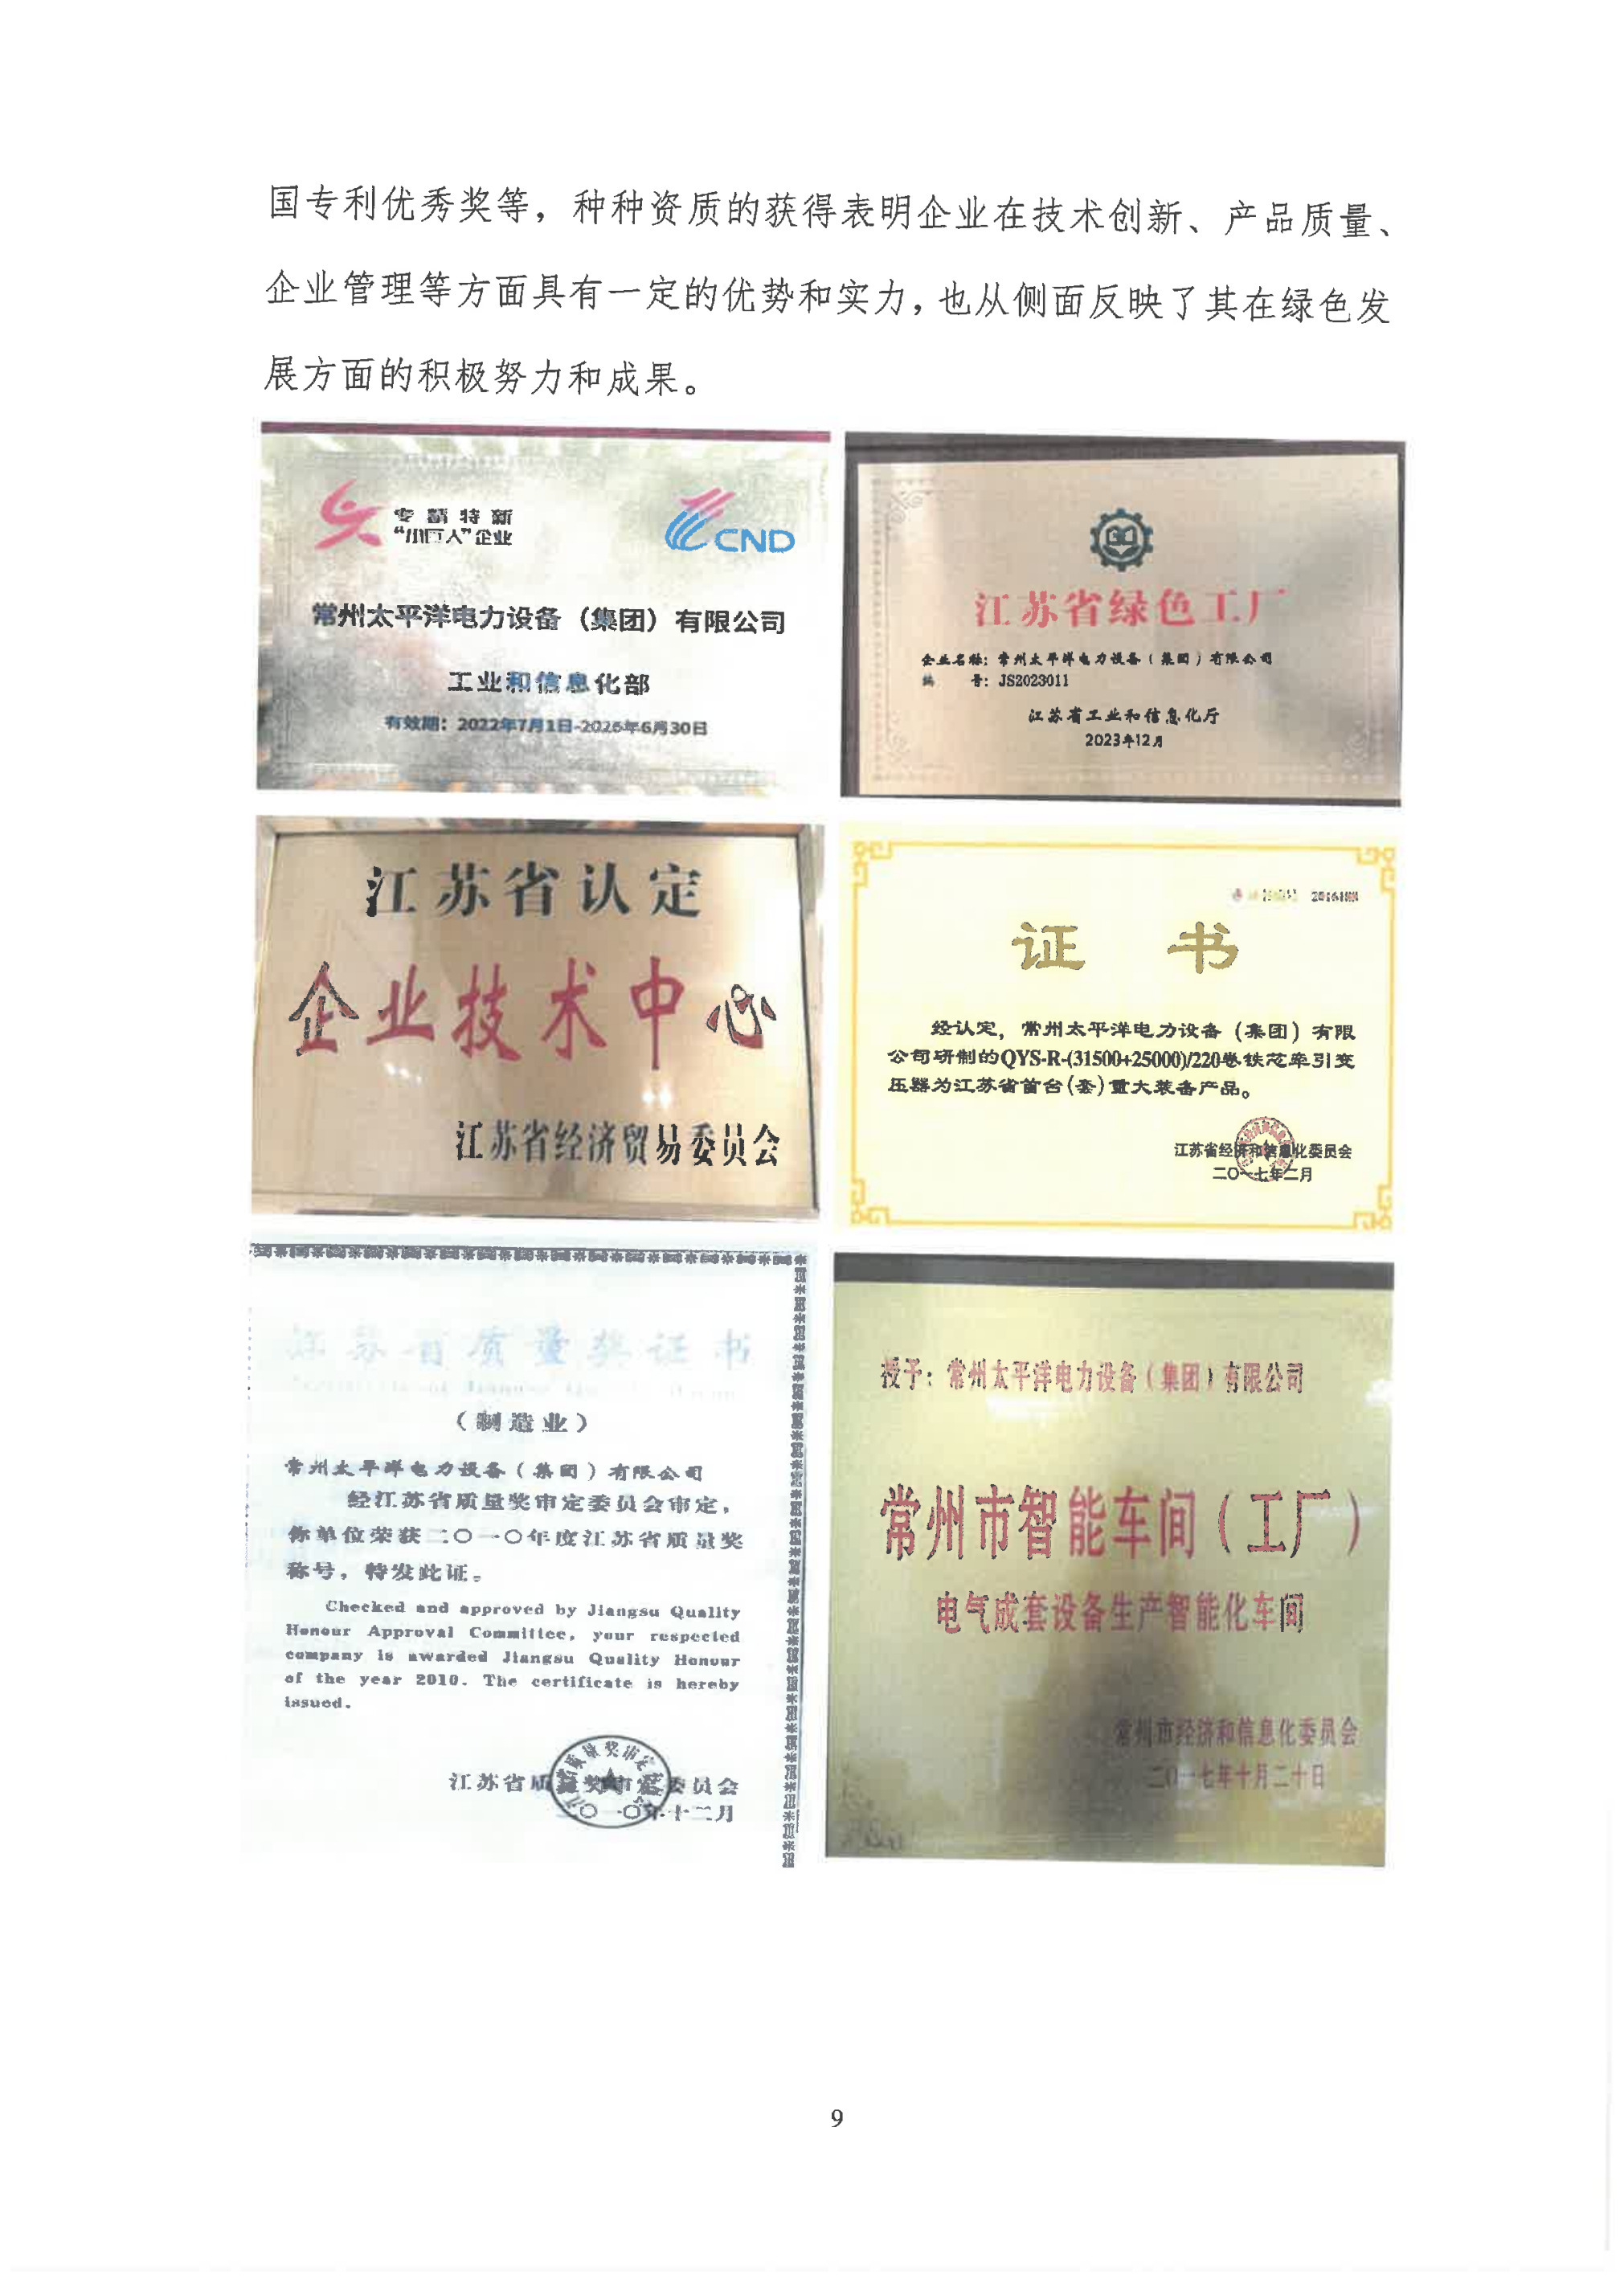 国专利优秀奖等，种种资质的获得表明企业在技术创新、产品质量、
企业管理等方面具有一定的优势和实力，也从侧面反映了其在绿色发
展方面的积极努力和成果。
专精特新
“小巨人”企业
CND
常州太平洋电力设备（集团）有限公司
工业和信息化部
有效期：2022年7月1日-2025年6月30日
江苏省绿色工厂
企业名称：常州太平洋电力设备（集团）有限公司
编 号：JS2023011
江苏省工业和信息化厅
2023年12月
江苏省认定
企业技术中心
江苏省经济贸易委员会
证 书
经认定，常州太平洋电力设备（集团）有限
公司研制的QYS-R-(31500+25000)/220卷铁芯牵引变
压器为江苏省首台(套)重大装备产品。
江苏省经济和信息化委员会
二〇一七年二月
江苏省质量奖证书
（制造业）
常州太平洋电力设备（集团）有限公司
经江苏省质量奖审定委员会审定，
你单位荣获二〇一〇年度江苏省质量奖
称号，特发此证。
Checked and approved by Jiangsu Quality
Honour Approval Committee, your respected
company is awarded Jiangsu Quality Honour
of the year 2010. The certificate is hereby
issued.
江苏省质量奖审定委员会
二〇一〇年十二月
授予：常州太平洋电力设备（集团）有限公司
常州市智能车间（工厂）
电气成套设备生产智能化车间
常州市经济和信息化委员会
二〇一七年十月二十日
9